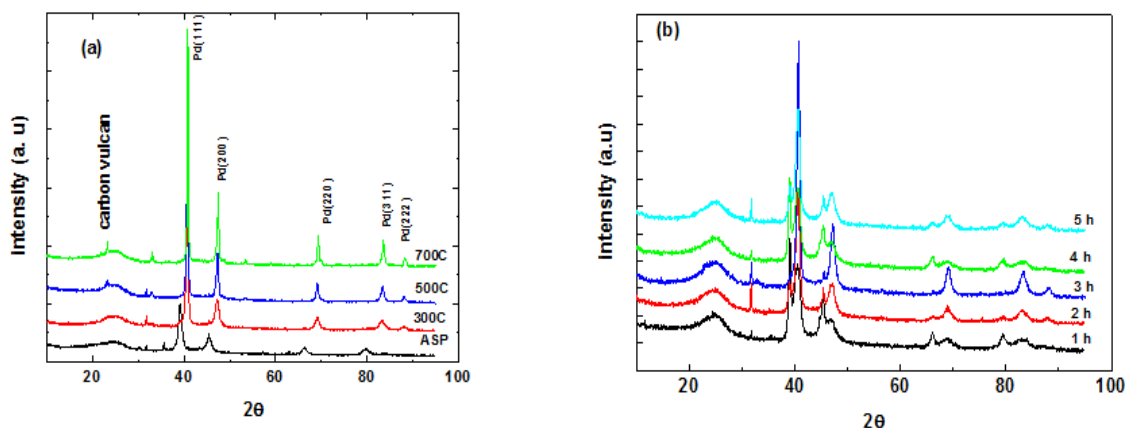 (a)
Pd(111)
carbon vulcan
Pd(200)
Pd(220)
Pd(311)
Pd(222)
700C
500C
300C
ASP
Intensity (a. u)
20
40
60
80
100
2θ
(b)
5 h
4 h
3 h
2 h
1 h
Intensity (a.u)
20
40
60
80
100
2θ